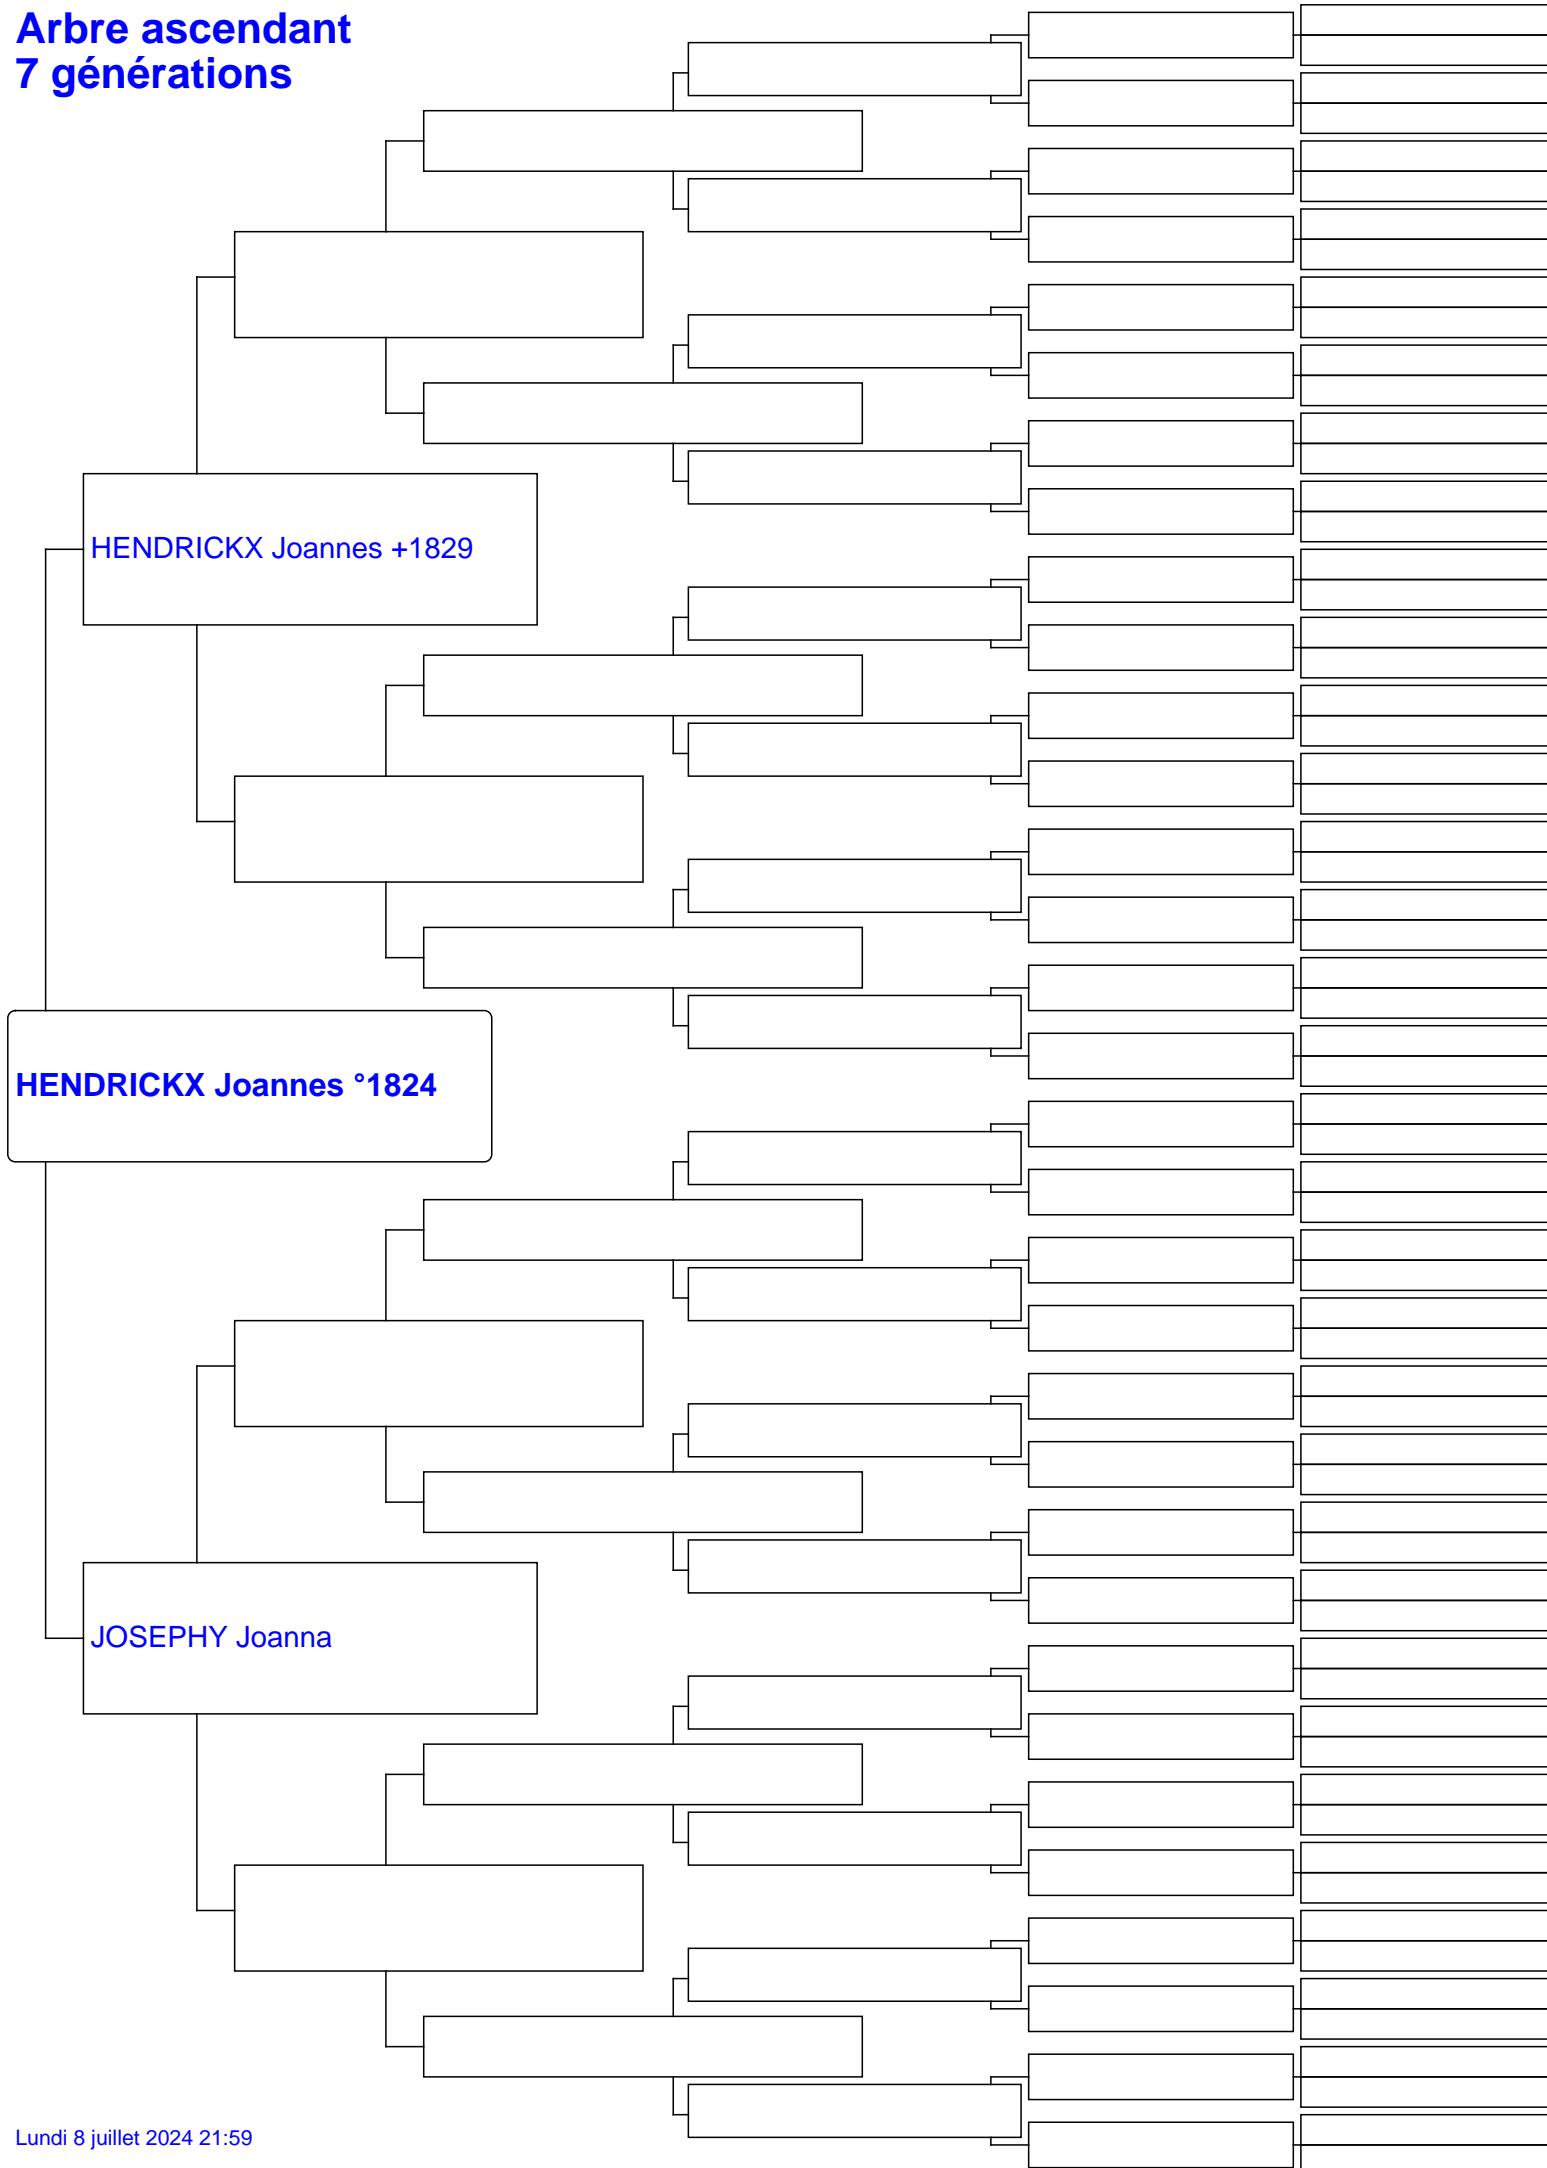 Arbre ascendant
7 générations
HENDRICKX Joannes +1829
HENDRICKX Joannes °1824
JOSEPHY Joanna
Lundi 8 juillet 2024 21:59